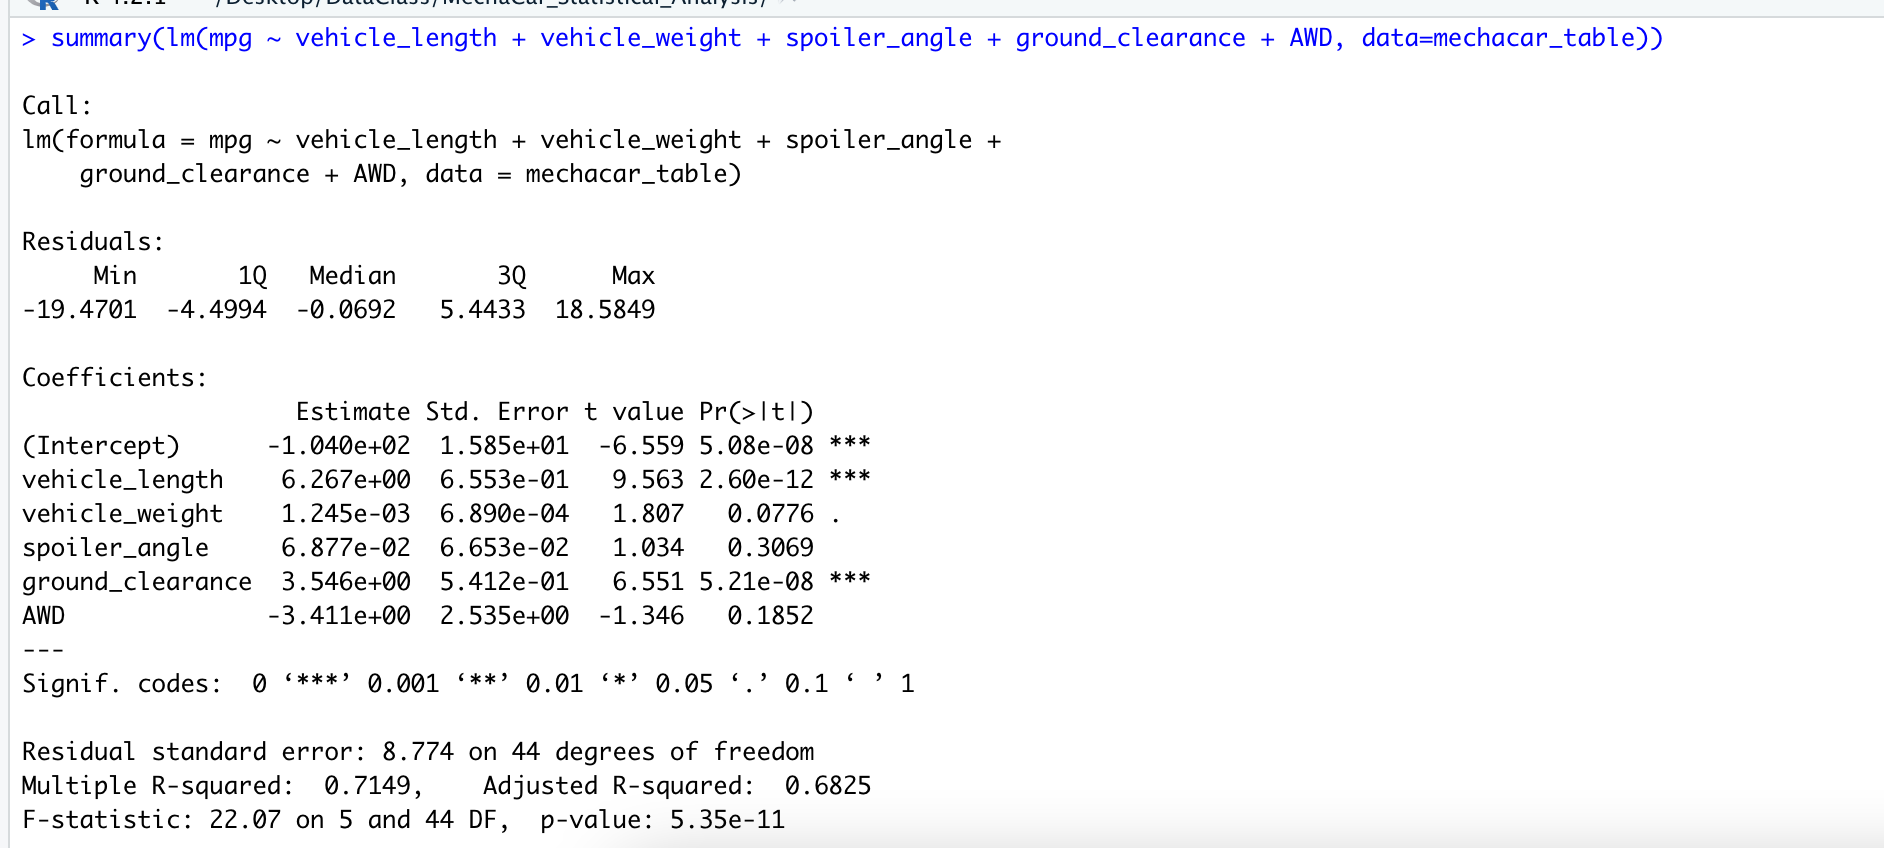 R 4.2.1 ~/Desktop/DataClass/MechaCar_Statistical_Analysis/
> summary(lm(mpg ~ vehicle_length + vehicle_weight + spoiler_angle + ground_clearance + AWD, data=mechacar_table))
Call:
lm(formula = mpg ~ vehicle_length + vehicle_weight + spoiler_angle +
    ground_clearance + AWD, data = mechacar_table)
Residuals:
     Min       1Q   Median       3Q      Max
-19.4701  -4.4994  -0.0692   5.4433  18.5849
Coefficients:
                   Estimate Std. Error t value Pr(>|t|)
(Intercept)      -1.040e+02  1.585e+01  -6.559 5.08e-08 ***
vehicle_length    6.267e+00  6.553e-01   9.563 2.60e-12 ***
vehicle_weight    1.245e-03  6.890e-04   1.807   0.0776 .
spoiler_angle     6.877e-02  6.653e-02   1.034   0.3069
ground_clearance  3.546e+00  5.412e-01   6.551 5.21e-08 ***
AWD              -3.411e+00  2.535e+00  -1.346   0.1852
---
Signif. codes:  0 ‘***’ 0.001 ‘**’ 0.01 ‘*’ 0.05 ‘.’ 0.1 ‘ ’ 1
Residual standard error: 8.774 on 44 degrees of freedom
Multiple R-squared:  0.7149,    Adjusted R-squared:  0.6825
F-statistic: 22.07 on 5 and 44 DF,  p-value: 5.35e-11